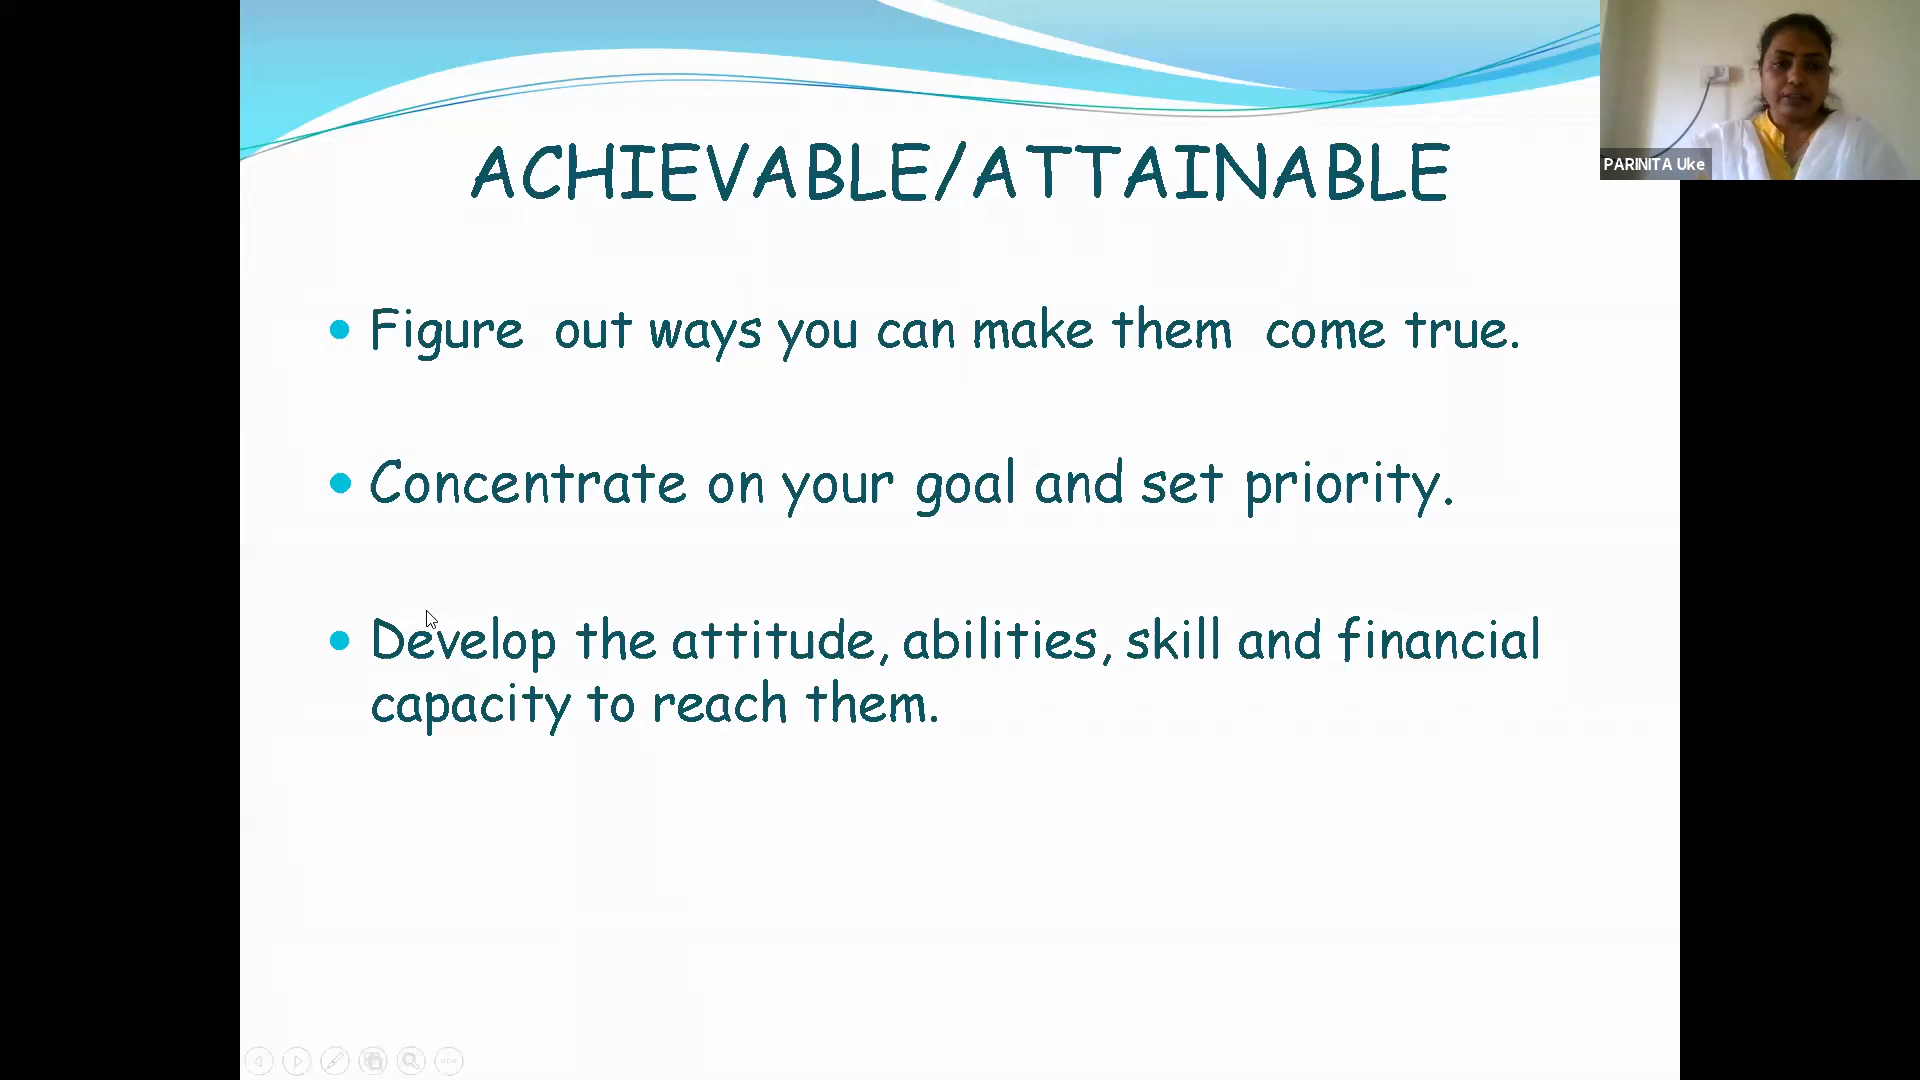 ACHIEVABLE/ATTAINABLE
PARINITA Uke
• Figure out ways you can make them come true.
• Concentrate on your goal and set priority.
• Develop the attitude, abilities, skill and financial
capacity to reach them.